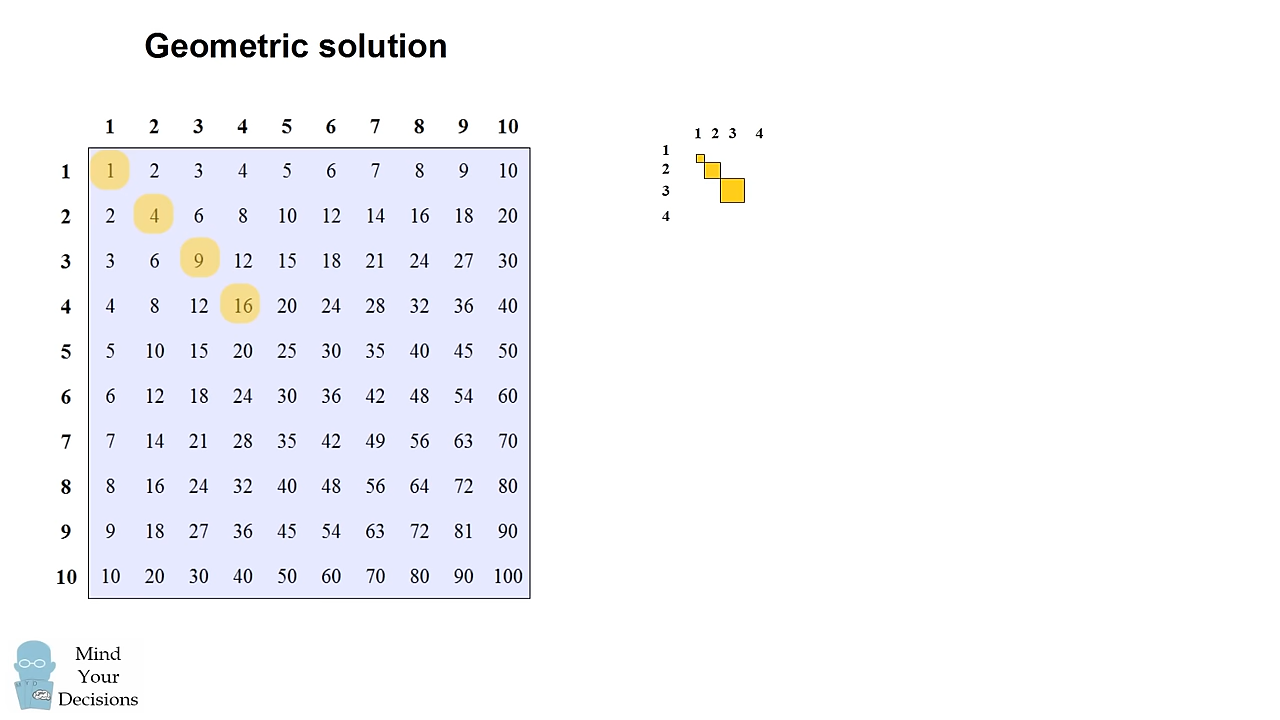 Geometric solution
1 2 3 4 5 6 7 8 9 10
1 1 2 3 4 5 6 7 8 9 10
2 2 4 6 8 10 12 14 16 18 20
3 3 6 9 12 15 18 21 24 27 30
4 4 8 12 16 20 24 28 32 36 40
5 5 10 15 20 25 30 35 40 45 50
6 6 12 18 24 30 36 42 48 54 60
7 7 14 21 28 35 42 49 56 63 70
8 8 16 24 32 40 48 56 64 72 80
9 9 18 27 36 45 54 63 72 81 90
10 10 20 30 40 50 60 70 80 90 100
1 2 3 4
1
2
3
4
Mind
Your
Decisions